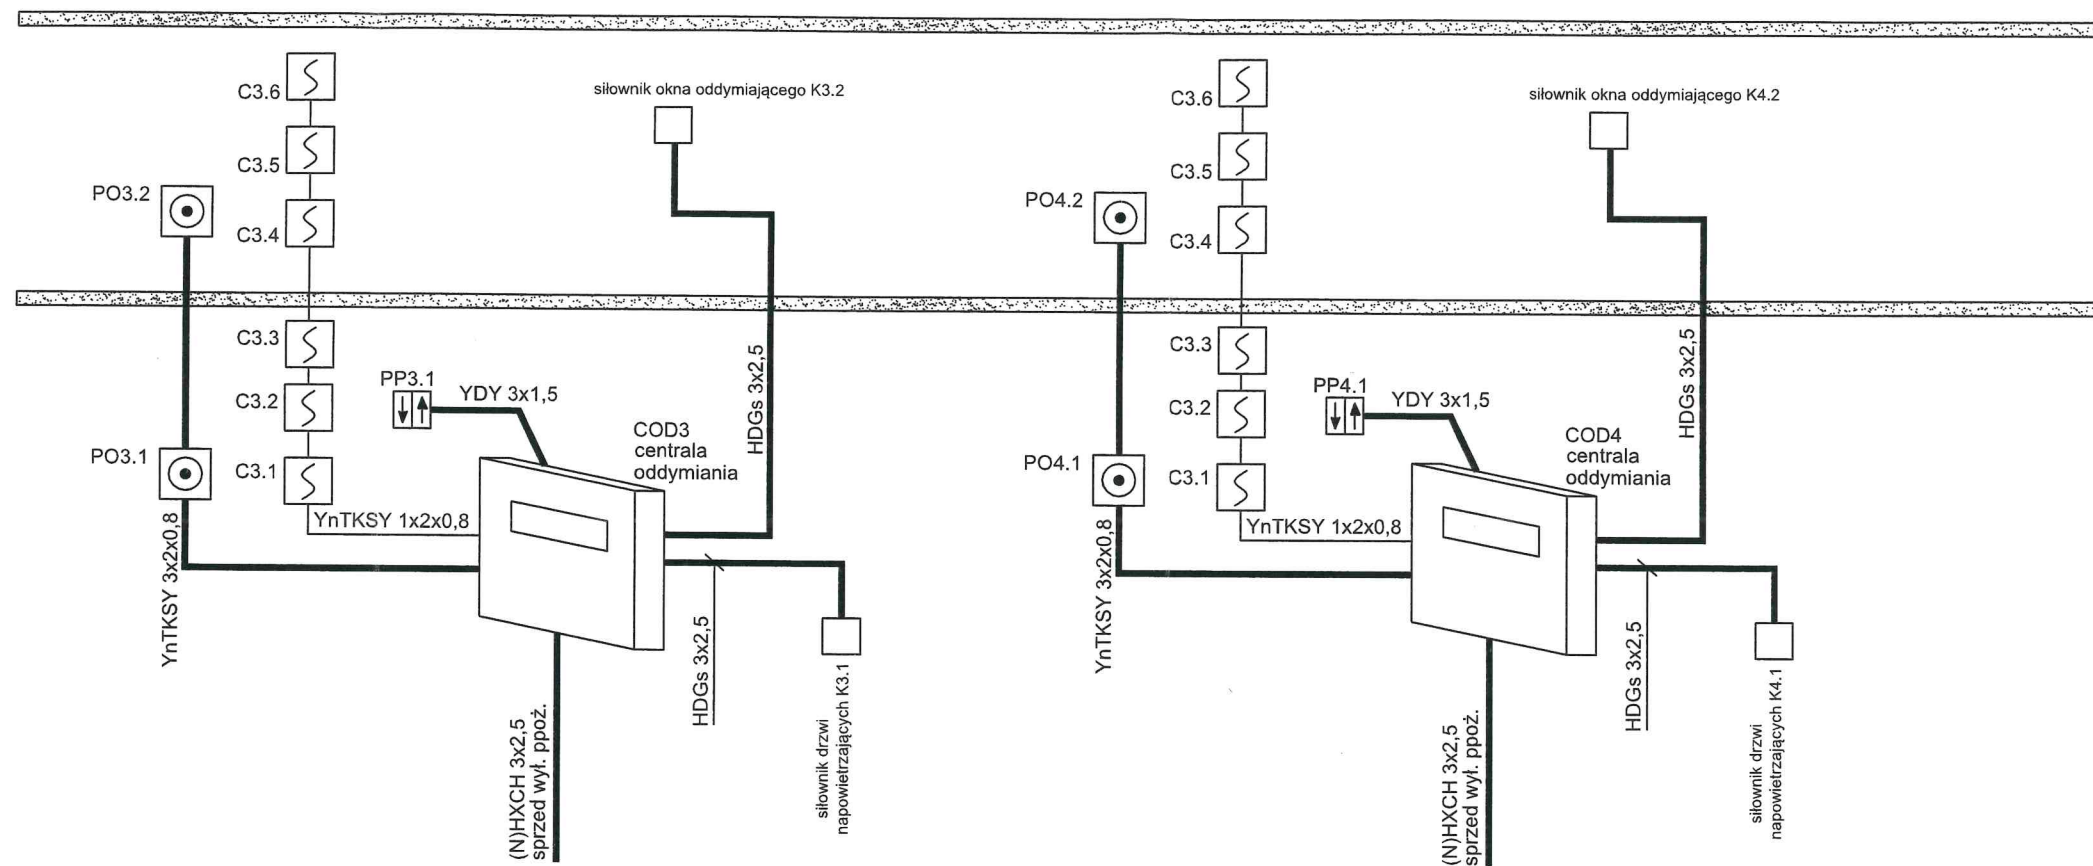 C3.6
C3.5
C3.4
PO3.2
siłownik okna oddymiającego K3.2
C3.3
C3.2
C3.1
PO3.1
PP3.1
YDY 3x1,5
COD3
centrala
oddymiania
HDGs 3x2,5
YnTKSY 1x2x0,8
YnTKSY 3x2x0,8
HDGs 3x2,5
siłownik drzwi
napowietrzających K3.1
(N)HXCH 3x2,5
sprzed wył. ppoż.
C3.6
C3.5
C3.4
PO4.2
siłownik okna oddymiającego K4.2
C3.3
C3.2
C3.1
PO4.1
PP4.1
YDY 3x1,5
COD4
centrala
oddymiania
HDGs 3x2,5
YnTKSY 1x2x0,8
YnTKSY 3x2x0,8
HDGs 3x2,5
siłownik drzwi
napowietrzających K4.1
(N)HXCH 3x2,5
sprzed wył. ppoż.